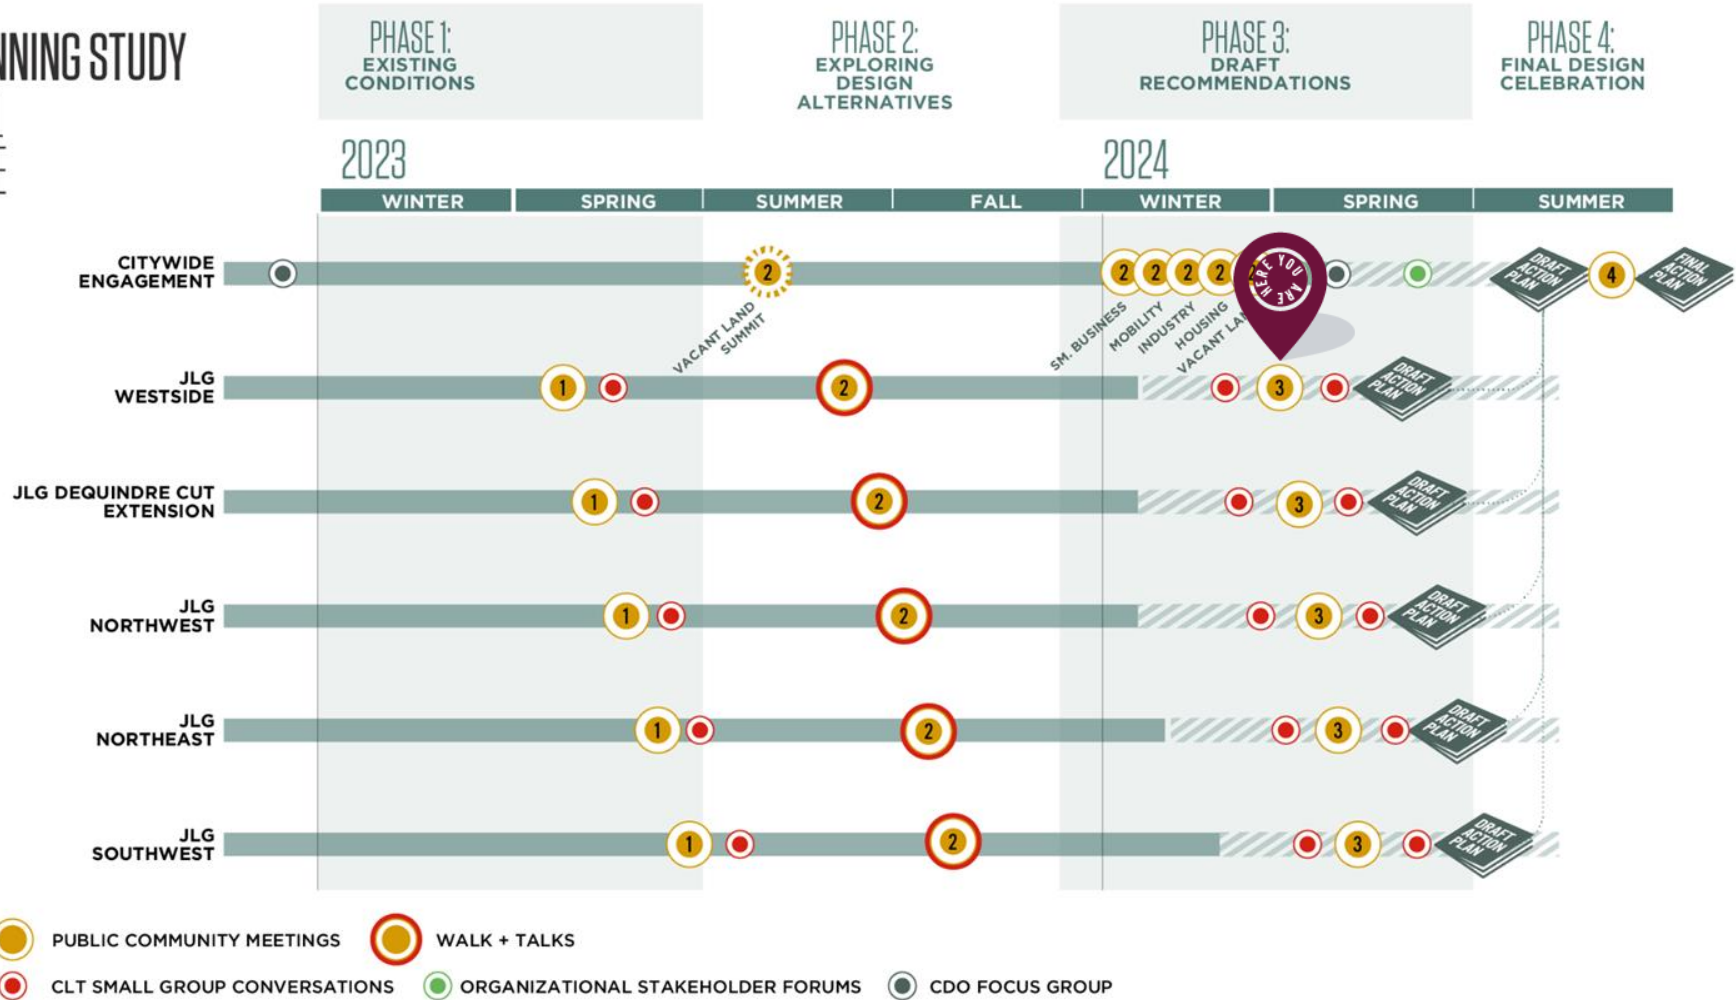 NNING STUDY
PHASE 1:
EXISTING
CONDITIONS
PHASE 2:
EXPLORING
DESIGN
ALTERNATIVES
PHASE 3:
DRAFT
RECOMMENDATIONS
PHASE 4:
FINAL DESIGN
CELEBRATION
2023
2024
WINTER
SPRING
SUMMER
FALL
WINTER
SPRING
SUMMER
CITYWIDE
ENGAGEMENT
2
VACANT LAND
SUMMIT
2
2
2
2
SM. BUSINESS
MOBILITY
INDUSTRY
HOUSING
VACANT LAN
YOU
ARE HERE
DRAFT
ACTION
PLAN
4
FINAL
ACTION
PLAN
JLG
WESTSIDE
1
2
3
DRAFT
ACTION
PLAN
JLG DEQUINDRE CUT
EXTENSION
1
2
3
DRAFT
ACTION
PLAN
JLG
NORTHWEST
1
2
3
DRAFT
ACTION
PLAN
JLG
NORTHEAST
1
2
3
DRAFT
ACTION
PLAN
JLG
SOUTHWEST
1
2
3
DRAFT
ACTION
PLAN
PUBLIC COMMUNITY MEETINGS
WALK + TALKS
CLT SMALL GROUP CONVERSATIONS
ORGANIZATIONAL STAKEHOLDER FORUMS
CDO FOCUS GROUP